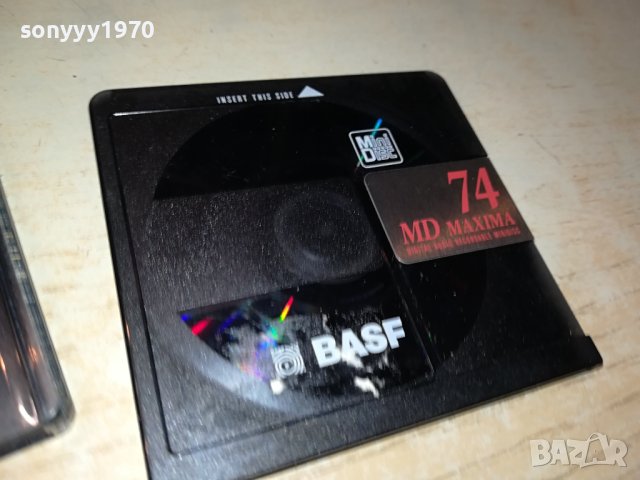 sonyyy1970
INSERT THIS SIDE
Mini
Disc
74
MD MAXIMA
DIGITAL AUDIO RECORDABLE MINIDISC
BASF
BAZAR